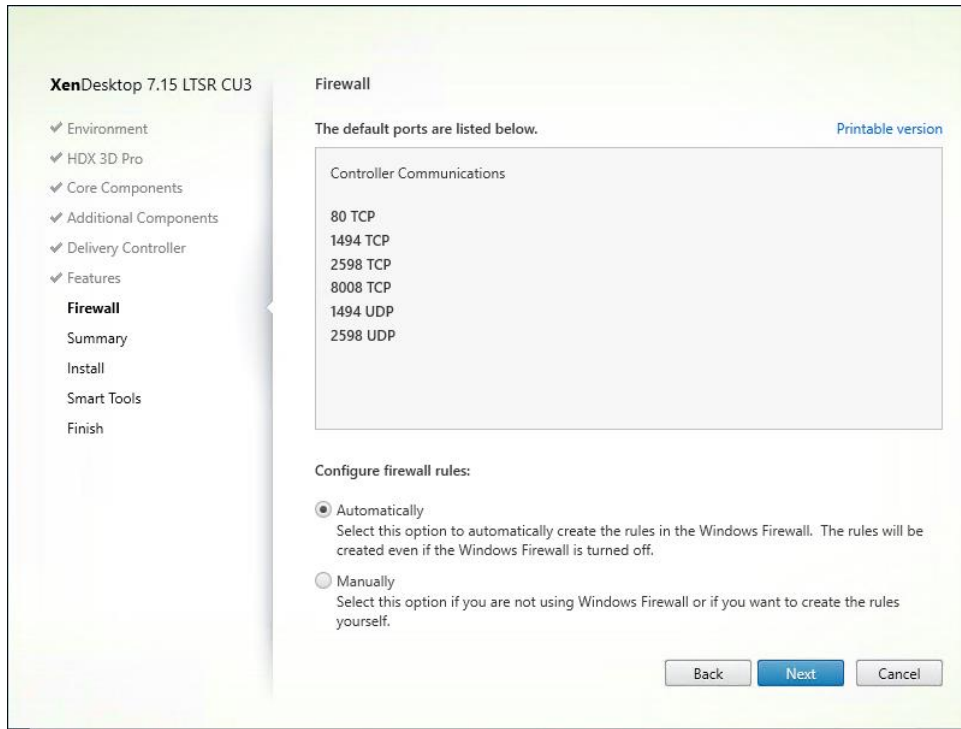 XenDesktop 7.15 LTSR CU3
Environment
HDX 3D Pro
Core Components
Additional Components
Delivery Controller
Features
Firewall
Summary
Install
Smart Tools
Finish
Firewall
The default ports are listed below.
Printable version
Controller Communications
80 TCP
1494 TCP
2598 TCP
8008 TCP
1494 UDP
2598 UDP
Configure firewall rules:
Automatically
Select this option to automatically create the rules in the Windows Firewall. The rules will be
created even if the Windows Firewall is turned off.
Manually
Select this option if you are not using Windows Firewall or if you want to create the rules
yourself.
Back
Next
Cancel